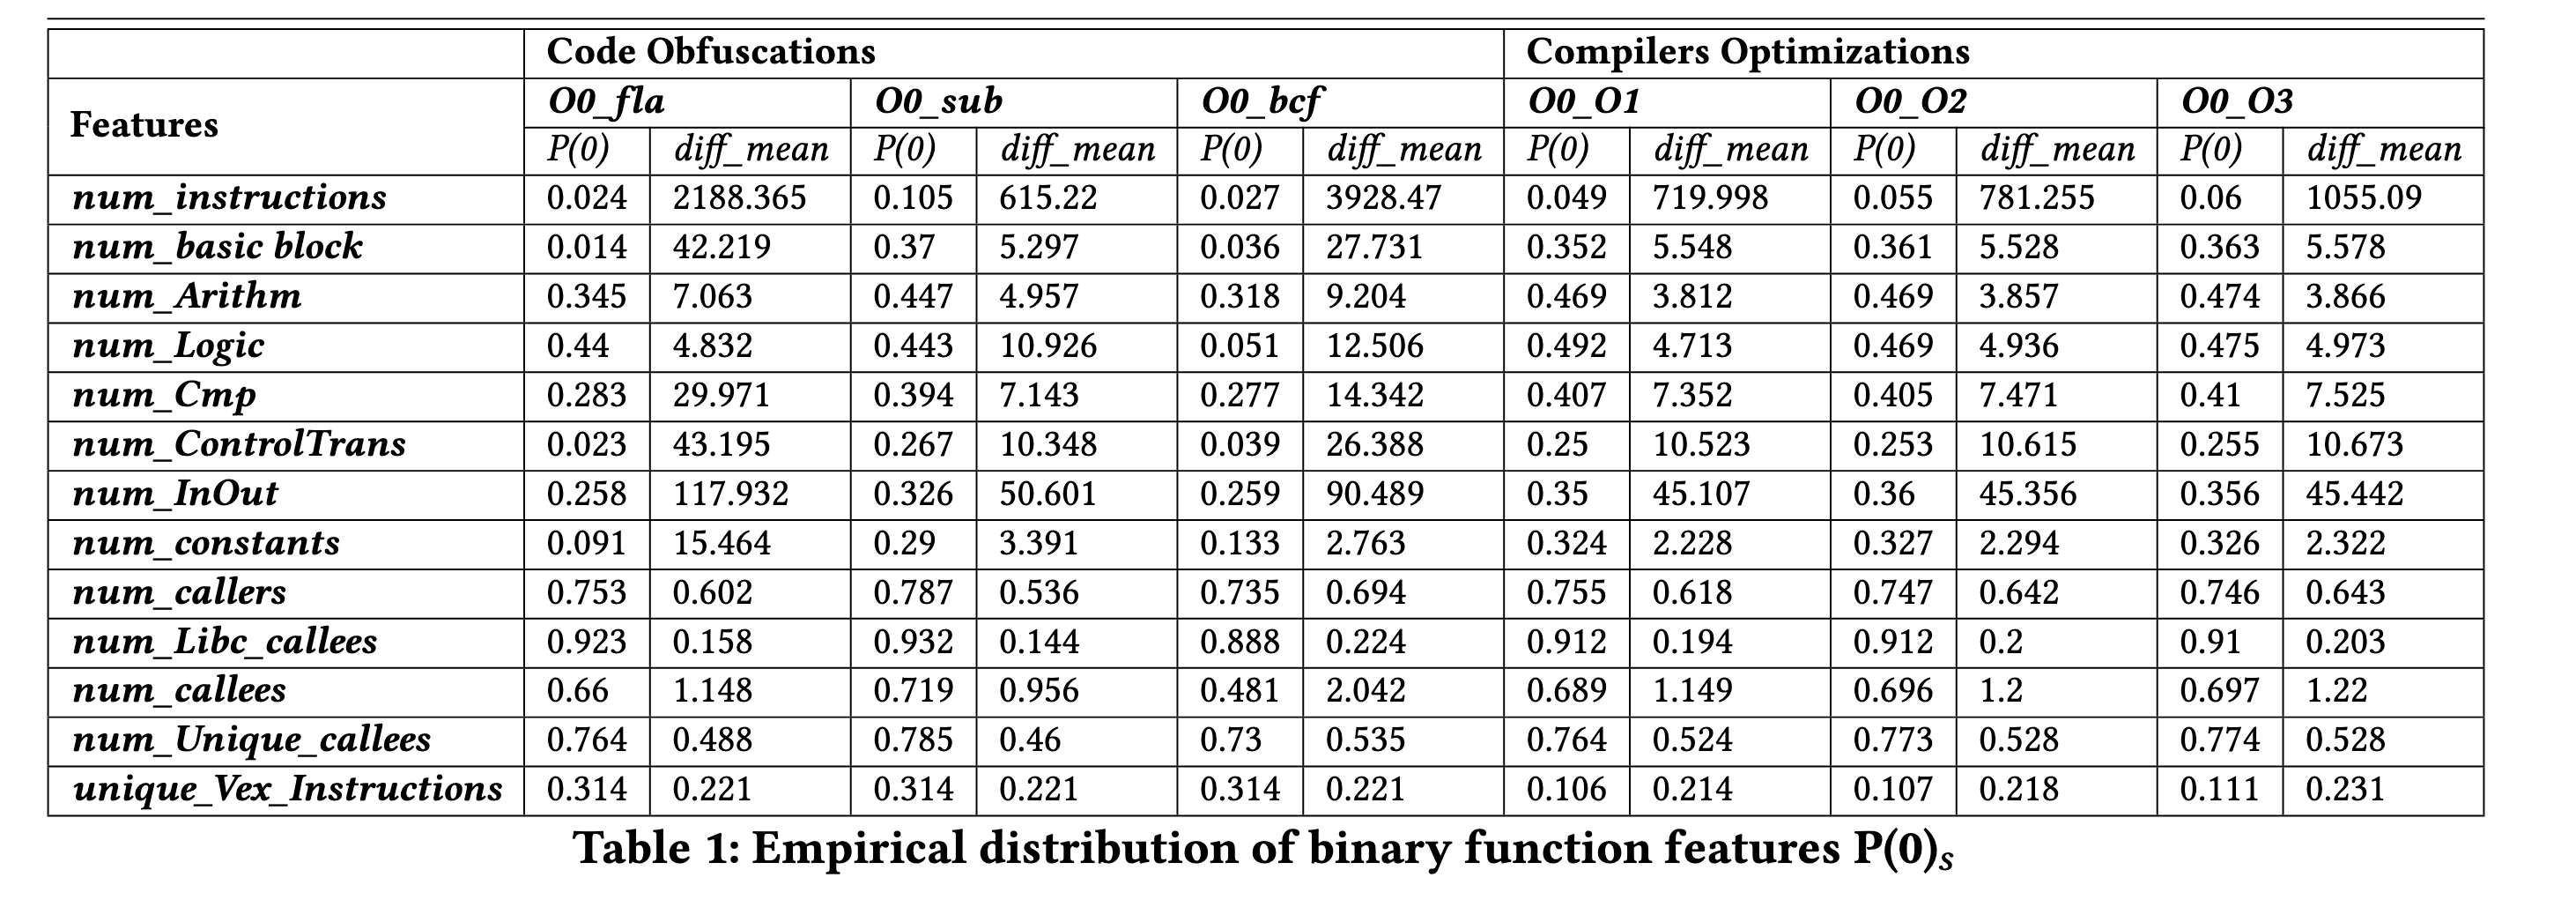 Code Obfuscations Compilers Optimizations
Features O0_fla O0_sub O0_bcf O0_O1 O0_O2 O0_O3
P(0) diff_mean P(0) diff_mean P(0) diff_mean P(0) diff_mean P(0) diff_mean P(0) diff_mean
num_instructions 0.024 2188.365 0.105 615.22 0.027 3928.47 0.049 719.998 0.055 781.255 0.06 1055.09
num_basic block 0.014 42.219 0.37 5.297 0.036 27.731 0.352 5.548 0.361 5.528 0.363 5.578
num_Arithm 0.345 7.063 0.447 4.957 0.318 9.204 0.469 3.812 0.469 3.857 0.474 3.866
num_Logic 0.44 4.832 0.443 10.926 0.051 12.506 0.492 4.713 0.469 4.936 0.475 4.973
num_Cmp 0.283 29.971 0.394 7.143 0.277 14.342 0.407 7.352 0.405 7.471 0.41 7.525
num_ControlTrans 0.023 43.195 0.267 10.348 0.039 26.388 0.25 10.523 0.253 10.615 0.255 10.673
num_InOut 0.258 117.932 0.326 50.601 0.259 90.489 0.35 45.107 0.36 45.356 0.356 45.442
num_constants 0.091 15.464 0.29 3.391 0.133 2.763 0.324 2.228 0.327 2.294 0.326 2.322
num_callers 0.753 0.602 0.787 0.536 0.735 0.694 0.755 0.618 0.747 0.642 0.746 0.643
num_Libc_callees 0.923 0.158 0.932 0.144 0.888 0.224 0.912 0.194 0.912 0.2 0.91 0.203
num_callees 0.66 1.148 0.719 0.956 0.481 2.042 0.689 1.149 0.696 1.2 0.697 1.22
num_Unique_callees 0.764 0.488 0.785 0.46 0.73 0.535 0.764 0.524 0.773 0.528 0.774 0.528
unique_Vex_Instructions 0.314 0.221 0.314 0.221 0.314 0.221 0.106 0.214 0.107 0.218 0.111 0.231
Table 1: Empirical distribution of binary function features P(0)s